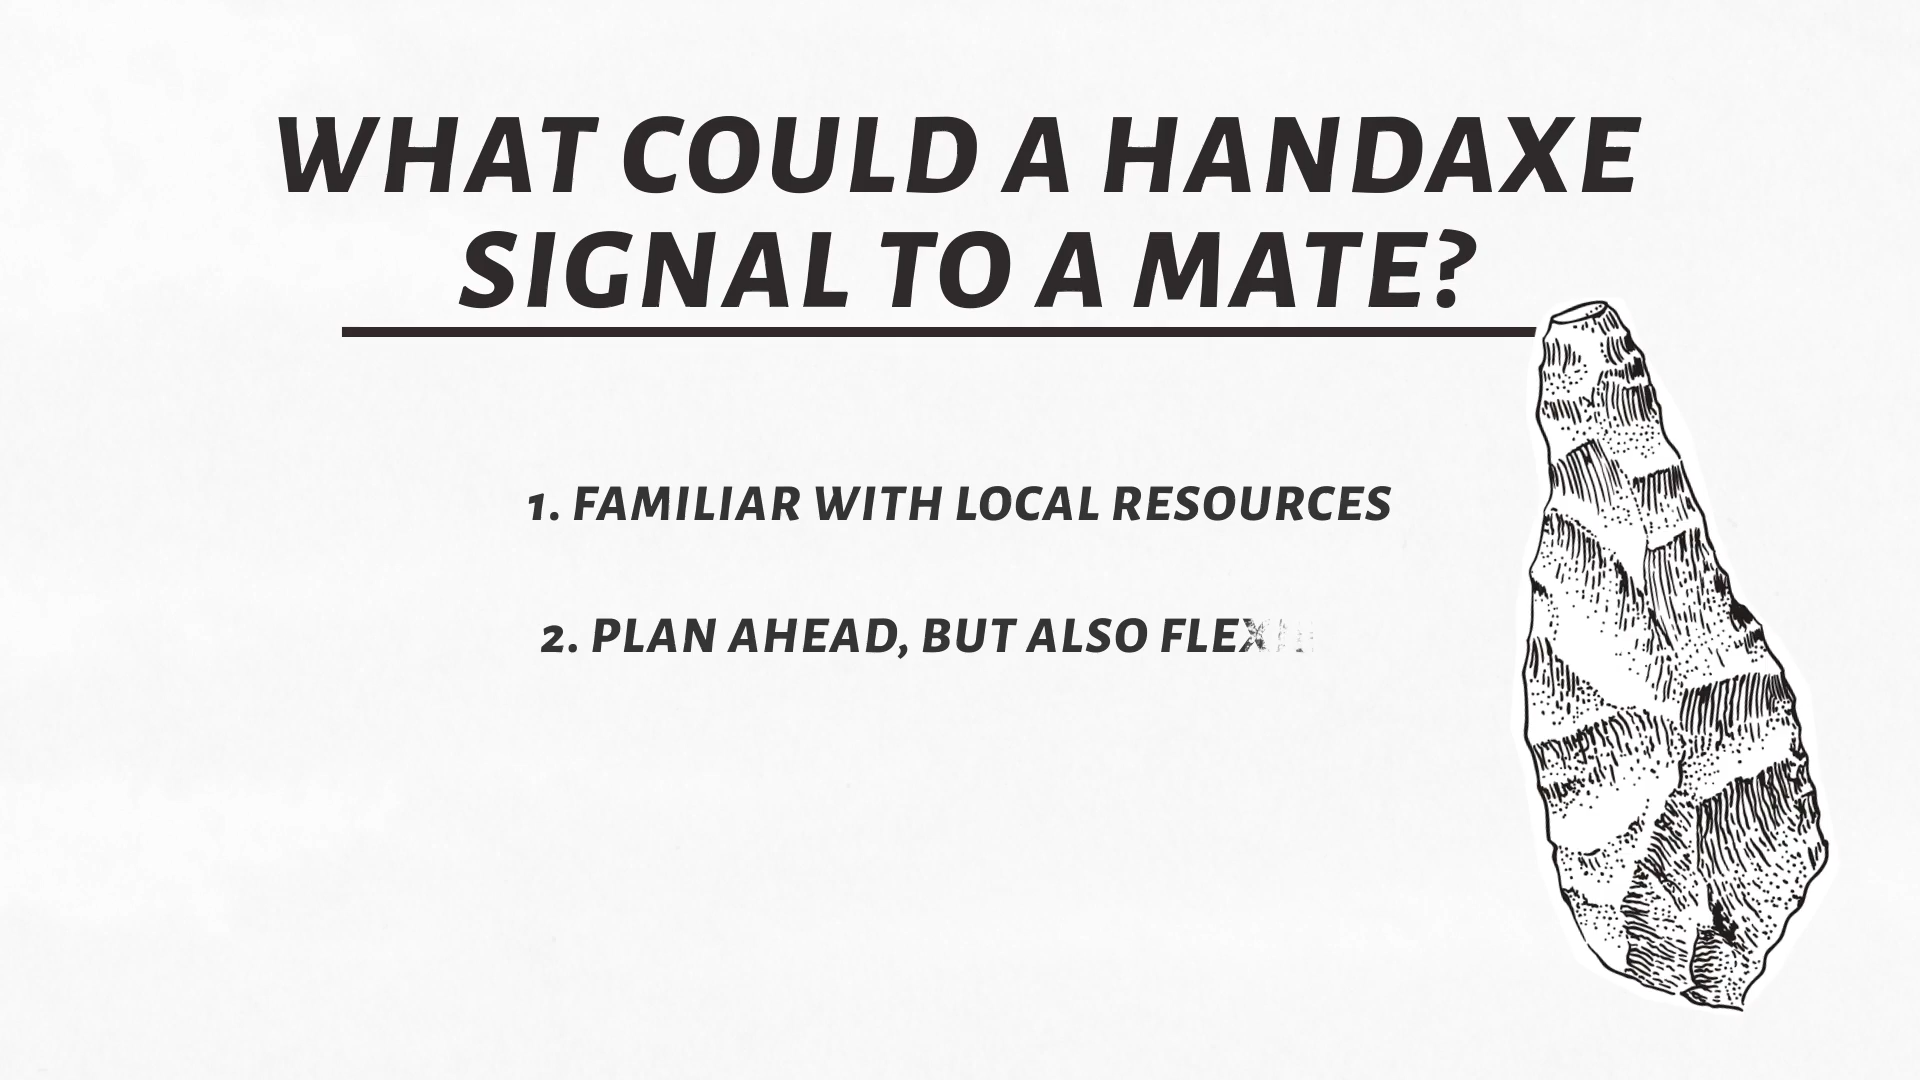 WHAT COULD A HANDAXE
SIGNAL TO A MATE?
1. FAMILIAR WITH LOCAL RESOURCES
2. PLAN AHEAD, BUT ALSO